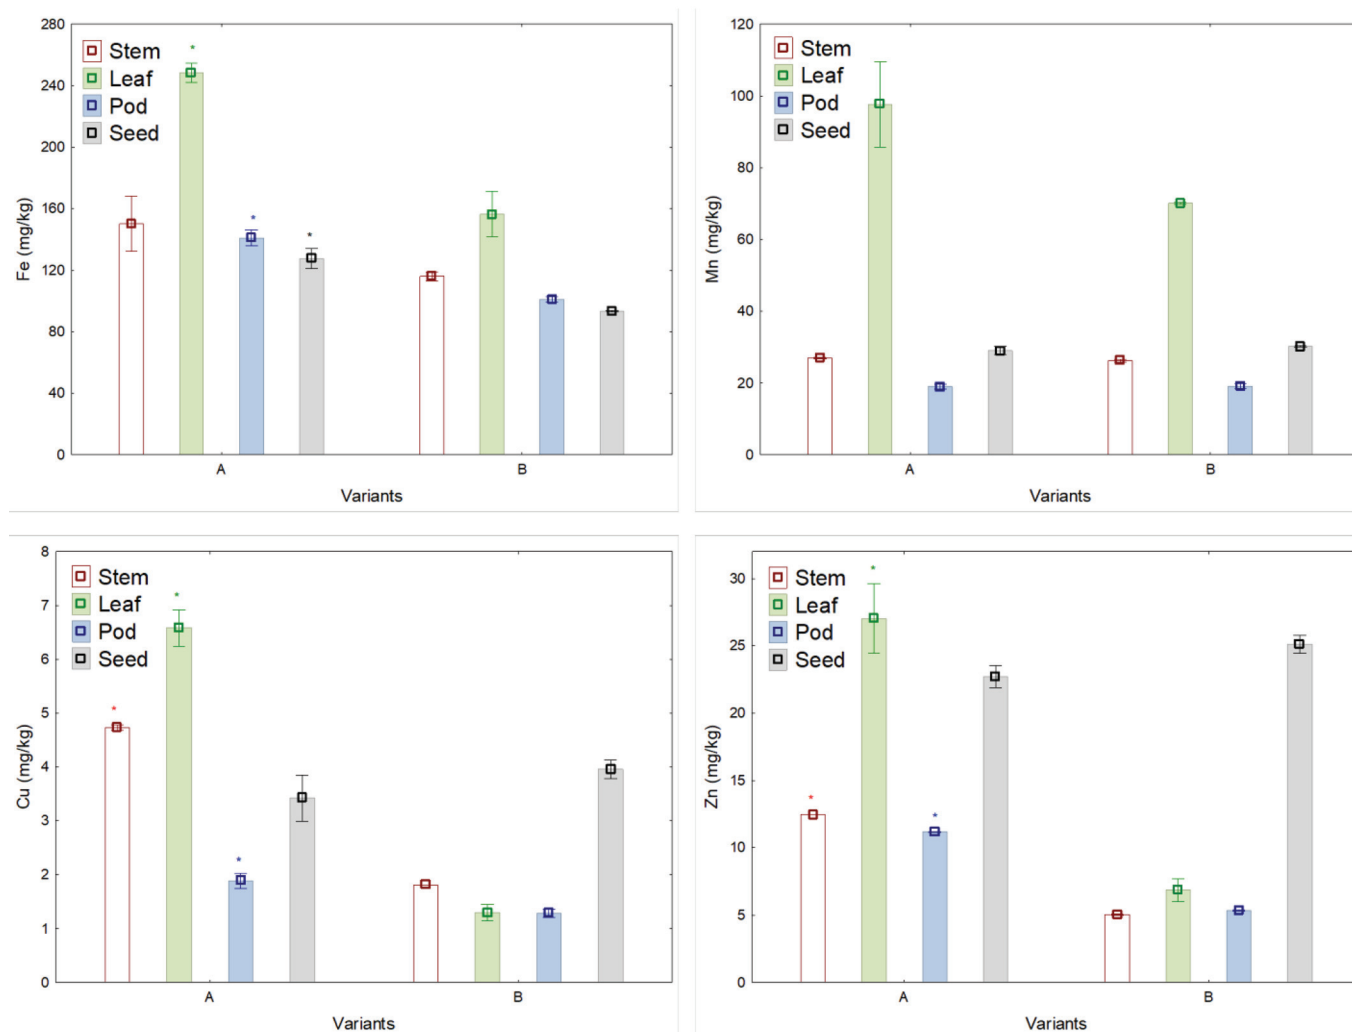 280
240
200
160
120
80
40
0
Fe (mg/kg)
Stem
Leaf
Pod
Seed
*
*
*
A
B
Variants
120
100
80
60
40
20
0
Mn (mg/kg)
Stem
Leaf
Pod
Seed
A
B
Variants
8
7
6
5
4
3
2
1
0
Cu (mg/kg)
Stem
Leaf
Pod
Seed
*
*
*
A
B
Variants
30
25
20
15
10
5
0
Zn (mg/kg)
Stem
Leaf
Pod
Seed
*
*
*
A
B
Variants